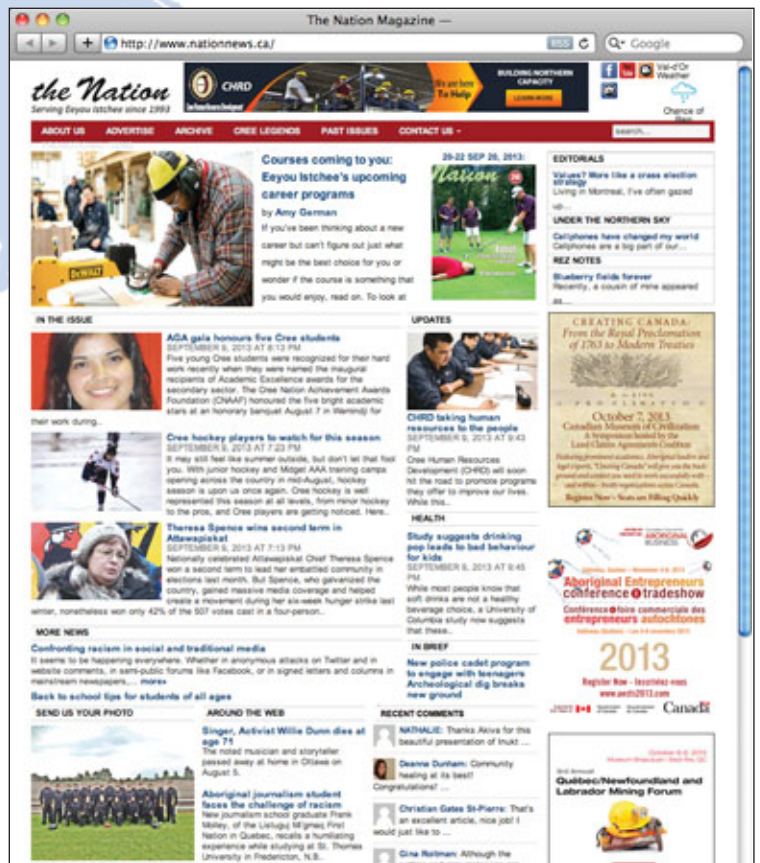 The Nation Magazine —
http://www.nationnews.ca/
RSS
Google
the Nation
Serving Eeyou Istchee since 1993
CHRD
We are here
To Help
BUILDING NORTHERN
CAPACITY
LEARN MORE
Val-d'Or
Weather
Chance of
Rain
ABOUT US
ADVERTISE
ARCHIVE
CREE LEGENDS
PAST ISSUES
CONTACT US
search...
Courses coming to you:
Eeyou Istchee's upcoming
career programs
by Amy German
If you've been thinking about a new
career but can't figure out just what
might be the best choice for you or
wonder if the course is something that
you would enjoy, read on. To look at
20-22 SEP 20, 2013:
Nation
EDITORIALS
Values? More like a crass election
strategy
Living in Montreal, I've often gazed
up...
UNDER THE NORTHERN SKY
Cellphones have changed my world
Cellphones are a big part of our...
REZ NOTES
Blueberry fields forever
Recently, a cousin of mine appeared
as...
IN THE ISSUE
AGA gala honours five Cree students
SEPTEMBER 9, 2013 AT 8:13 PM
Five young Cree students were recognized for their hard
work recently when they were named the inaugural
recipients of Academic Excellence awards for the
secondary sector. The Cree Nation Achievement Awards
Foundation (CNAAF) honoured the five bright academic
stars at an honorary banquet August 7 in Wemindji for
their work during..
Cree hockey players to watch for this season
SEPTEMBER 9, 2013 AT 7:23 PM
It may still feel like summer outside, but don't let that fool
you. With junior hockey and Midget AAA training camps
opening across the country in mid-August, hockey
season is upon us once again. Cree hockey is well
represented this season at all levels, from minor hockey
to the pros, and Cree players are getting noticed. Here..
Theresa Spence wins second term in
Attawapiskat
SEPTEMBER 9, 2013 AT 7:13 PM
Nationally celebrated Attawapiskat Chief Theresa Spence
won a second term to lead her embattled community in
elections last month. But Spence, who galvanized the
country, gained massive media coverage and helped
create a movement during her six-week hunger strike last
winter, nonetheless won only 42% of the 507 votes cast in a four-person..
UPDATES
CHRD taking human
resources to the people
SEPTEMBER 9, 2013 AT 9:43
PM
Cree Human Resources
Development (CHRD) will soon
hit the road to promote programs
they offer to improve our lives.
While this..
HEALTH
Study suggests drinking
pop leads to bad behaviour
for kids
SEPTEMBER 9, 2013 AT 9:45
PM
While most people know that
soft drinks are not a healthy
beverage choice, a University of
Columbia study now suggests
that these..
IN BRIEF
New police cadet program
to engage with teenagers
Archeological dig breaks
new ground
CREATING CANADA:
From the Royal Proclamation
of 1763 to Modern Treaties
October 7, 2013
Canadian Museum of Civilization
A Symposium hosted by the
Land Claims Agreements Coalition
Register Now - Seats are Filling Quickly
ABORIGINAL
BUSINESS
Aboriginal Entrepreneurs
conference & tradeshow
Conférence & foire commerciale des
entrepreneurs autochtones
2013
Register Now - Inscrivez-vous
www.aects2013.com
Canada
MORE NEWS
Confronting racism in social and traditional media
It seems to be happening everywhere. Whether in anonymous attacks on Twitter and in
website comments, in semi-public forums like Facebook, or in signed letters and columns in
mainstream newspapers,... more»
Back to school tips for students of all ages
SEND US YOUR PHOTO
AROUND THE WEB
Singer, Activist Willie Dunn dies at
age 71
The noted musician and storyteller
passed away at home in Ottawa on
August 5.
Aboriginal journalism student
faces the challenge of racism
New journalism school graduate Frank
Molley, of the Listuguj Mi'gmaq First
Nation in Quebec, recalls a humiliating
experience while studying at St. Thomas
University in Fredericton, N.B..
RECENT COMMENTS
NATHALIE: Thanks Akiva for this
beautiful presentation of Inukt ...
Deanna Dunham: Community
healing at its best!
Congratulations! ...
Christian Gates St-Pierre: That's
an excellent article, nice job! I
would just like to ...
Gina Roitman: Although the
3rd Annual
Québec/Newfoundland and
Labrador Mining Forum